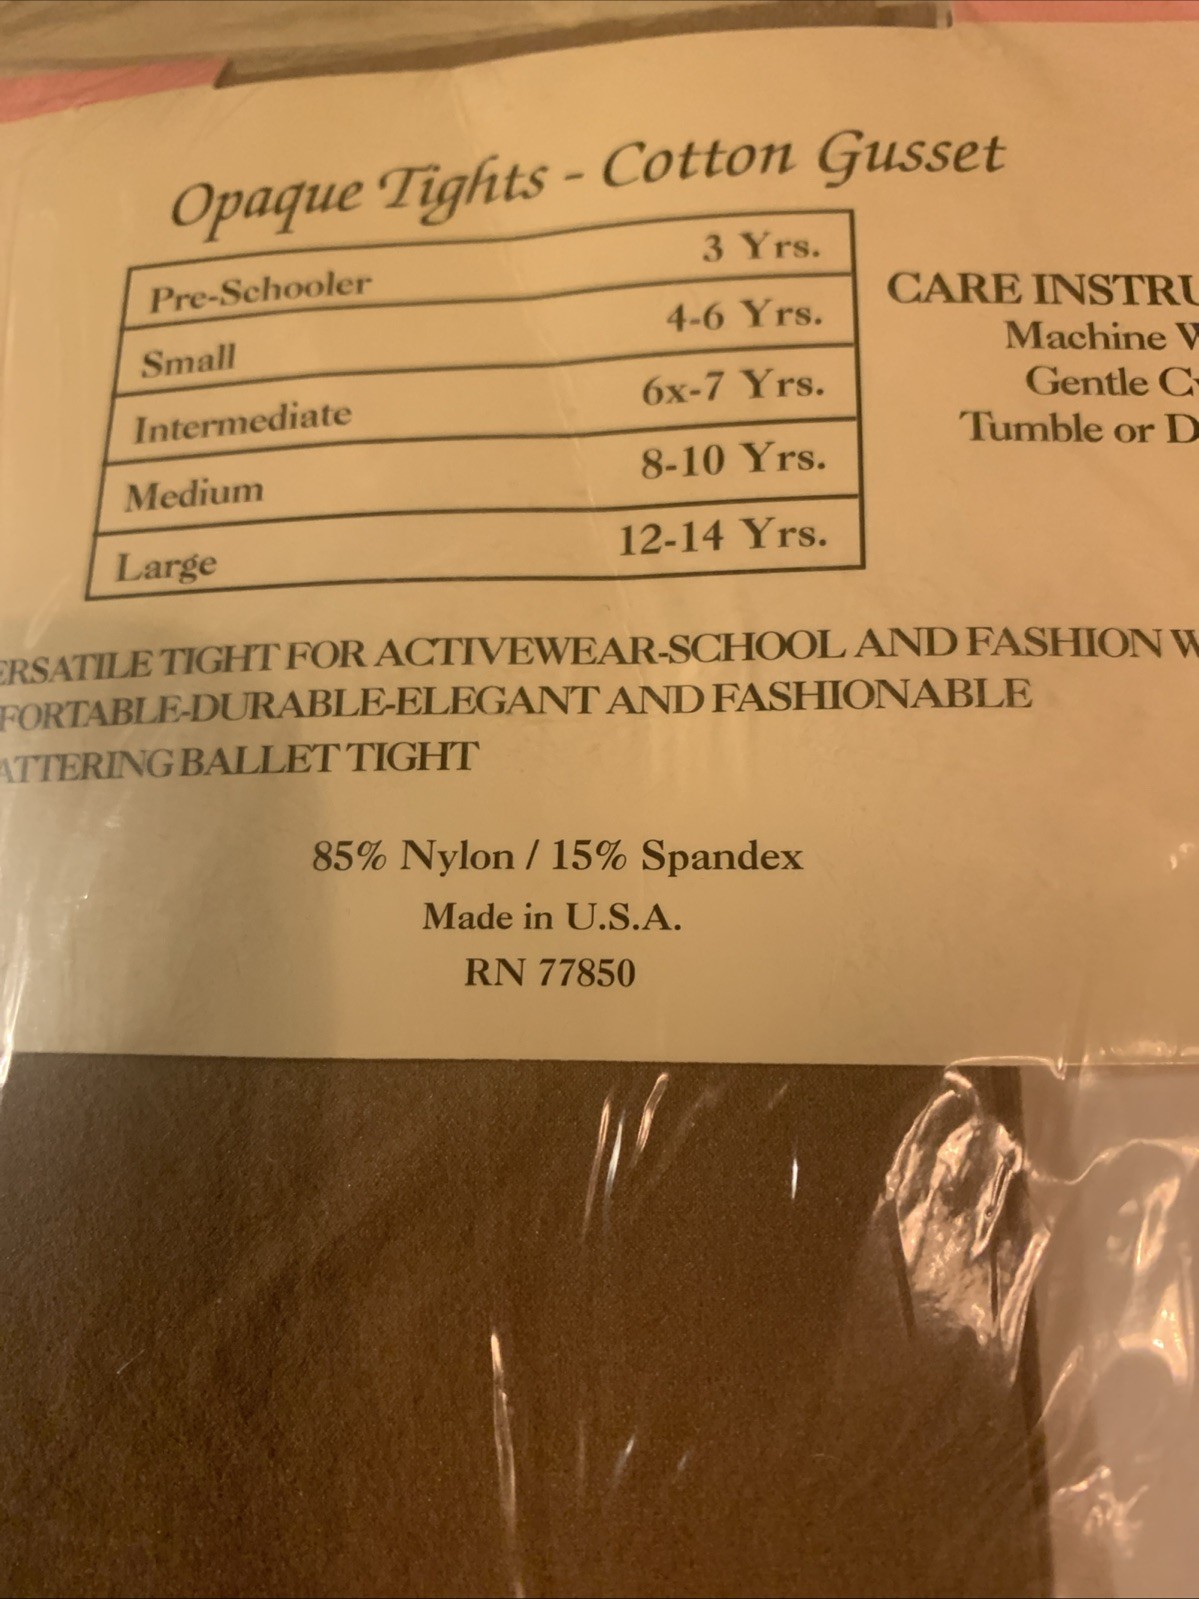 Opaque Tights - Cotton Gusset
Pre-Schooler 3 Yrs.
Small 4-6 Yrs.
Intermediate 6x-7 Yrs.
Medium 8-10 Yrs.
Large 12-14 Yrs.
CARE INSTRU
Machine W
Gentle Cy
Tumble or D
ERSATILE TIGHT FOR ACTIVEWEAR-SCHOOL AND FASHION W
FORTABLE-DURABLE-ELEGANT AND FASHIONABLE
ATTERING BALLET TIGHT
85% Nylon / 15% Spandex
Made in U.S.A.
RN 77850